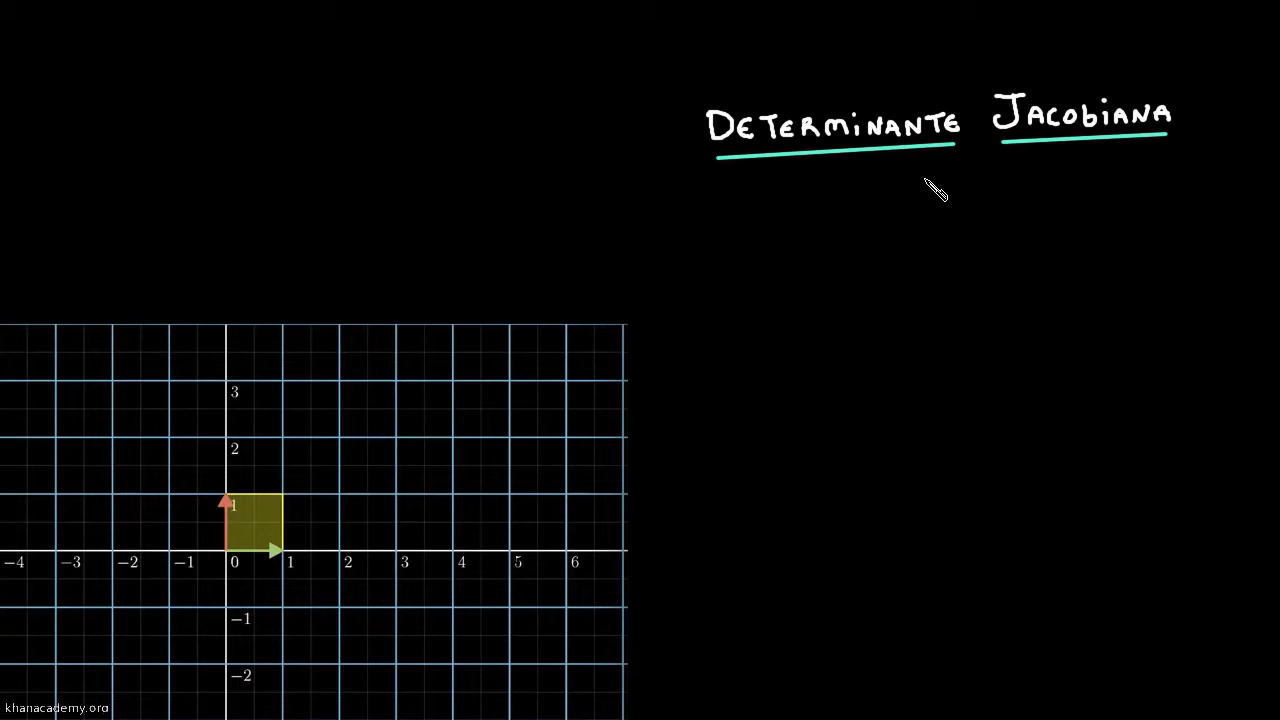 DETERMINANTE JACOBIANA
3
2
1
−4 −3 −2 −1 0 1 2 3 4 5 6
−1
−2
khanacademy.org